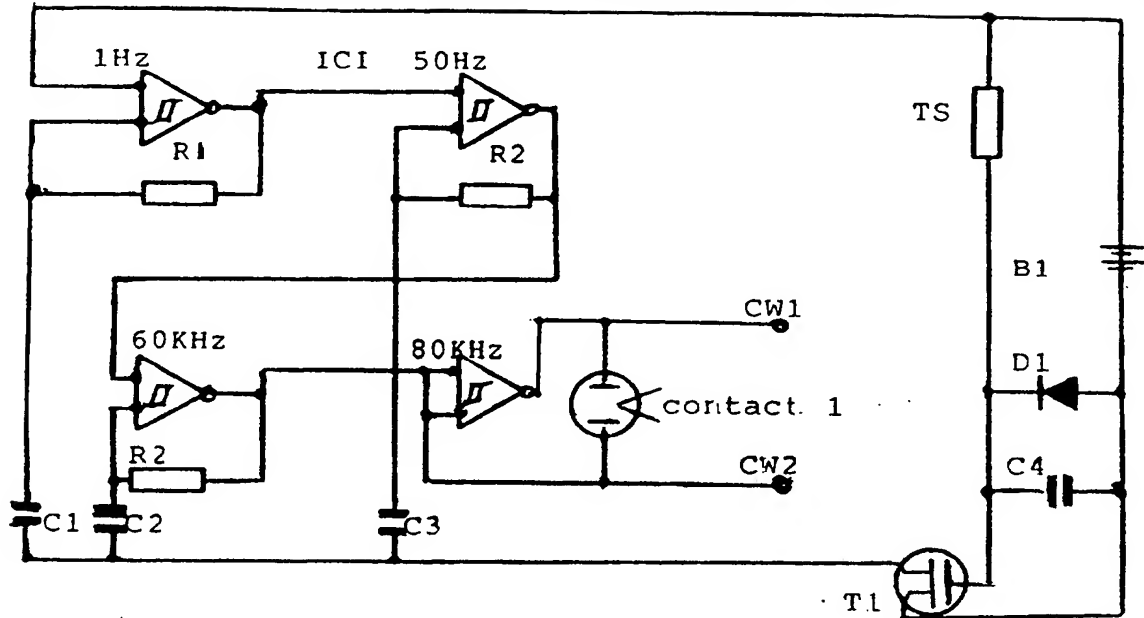 1Hz
ICI
50Hz
TS
R1
R2
B1
60KHz
80KHz
CW1
D1
contact. 1
R2
CW2
C4
C1
C2
C3
T1